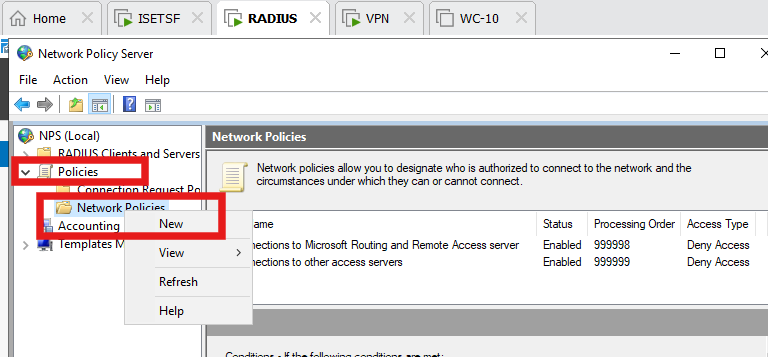 Home
ISETSF
RADIUS
VPN
WC-10
Network Policy Server
File Action View Help
NPS (Local)
RADIUS Clients and Servers
Policies
Connection Request Po
Network Policies
Accounting
Templates M
New
View
Refresh
Help
Network Policies
Network policies allow you to designate who is authorized to connect to the network and the
circumstances under which they can or cannot connect.
ame Status Processing Order Access Type
nections to Microsoft Routing and Remote Access server Enabled 999998 Deny Access
nections to other access servers Enabled 999999 Deny Access
Conditions - If the following conditions are met: